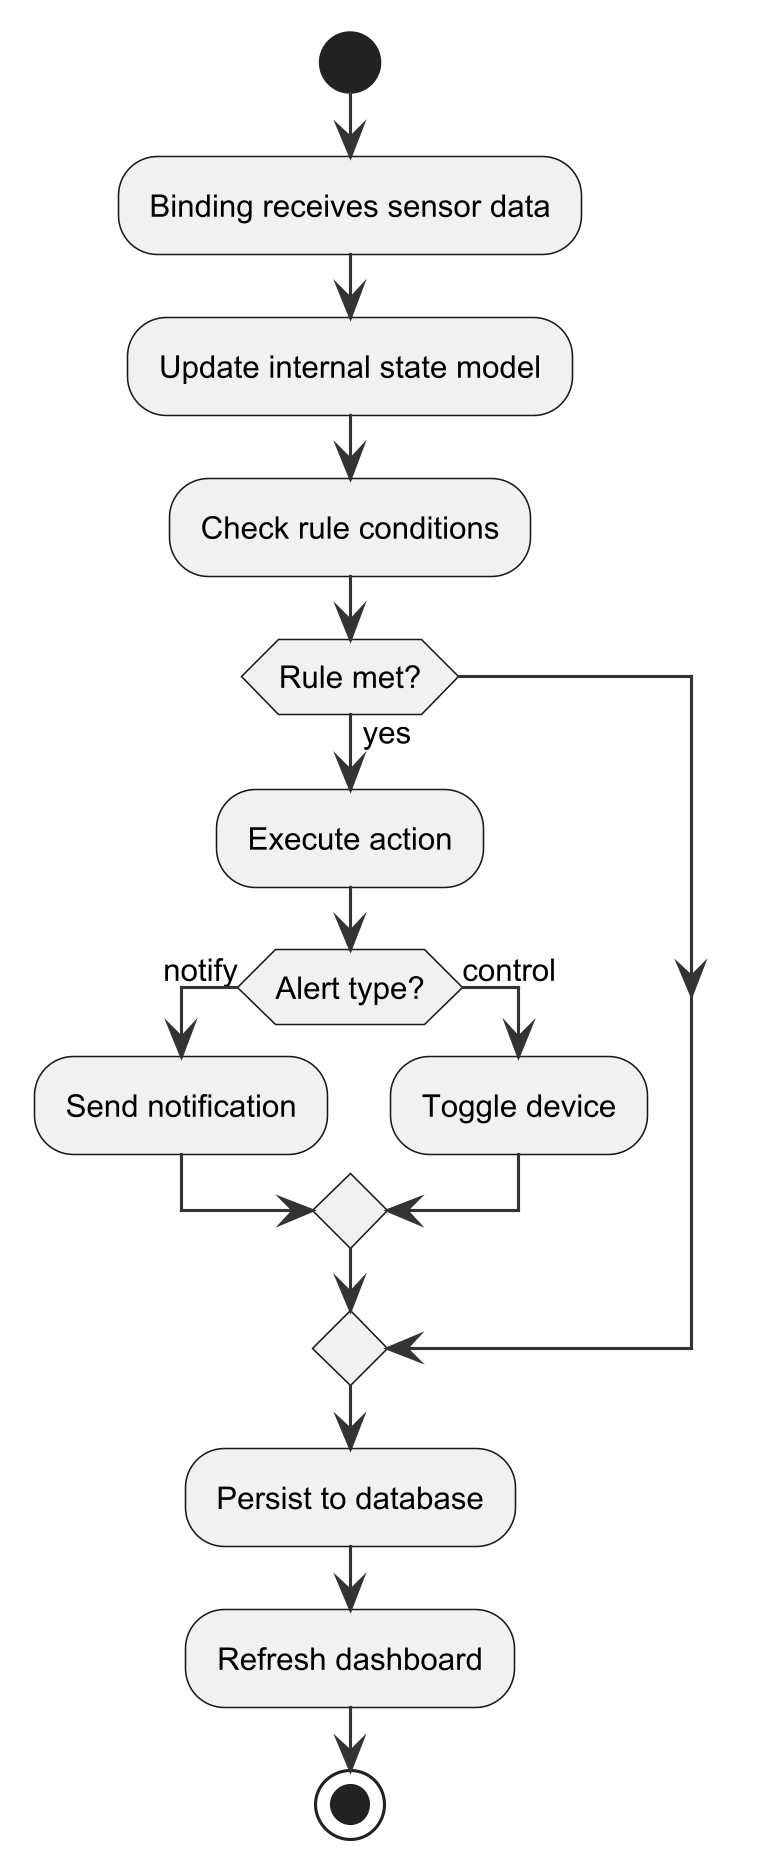 Binding receives sensor data
Update internal state model
Check rule conditions
Rule met?
yes
Execute action
notify
Alert type?
control
Send notification
Toggle device
Persist to database
Refresh dashboard